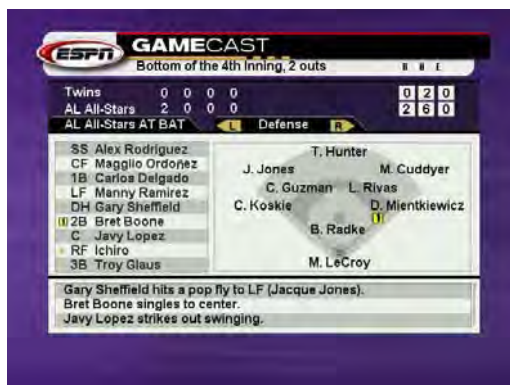 ESPN GAMECAST
Bottom of the 4th Inning, 2 outs R H E
Twins 0 0 0 0 0 2 0
AL All-Stars 2 0 0 0 2 6 0
AL All-Stars AT BAT L Defense R
SS Alex Rodriguez
CF Magglio Ordoñez
1B Carlos Delgado
LF Manny Ramirez
DH Gary Sheffield
1 2B Bret Boone
C Javy Lopez
RF Ichiro
3B Troy Glaus
T. Hunter
J. Jones M. Cuddyer
C. Guzman L. Rivas
C. Koskie D. Mientkiewicz
1
B. Radke
M. LeCroy
Gary Sheffield hits a pop fly to LF (Jacque Jones).
Bret Boone singles to center.
Javy Lopez strikes out swinging.